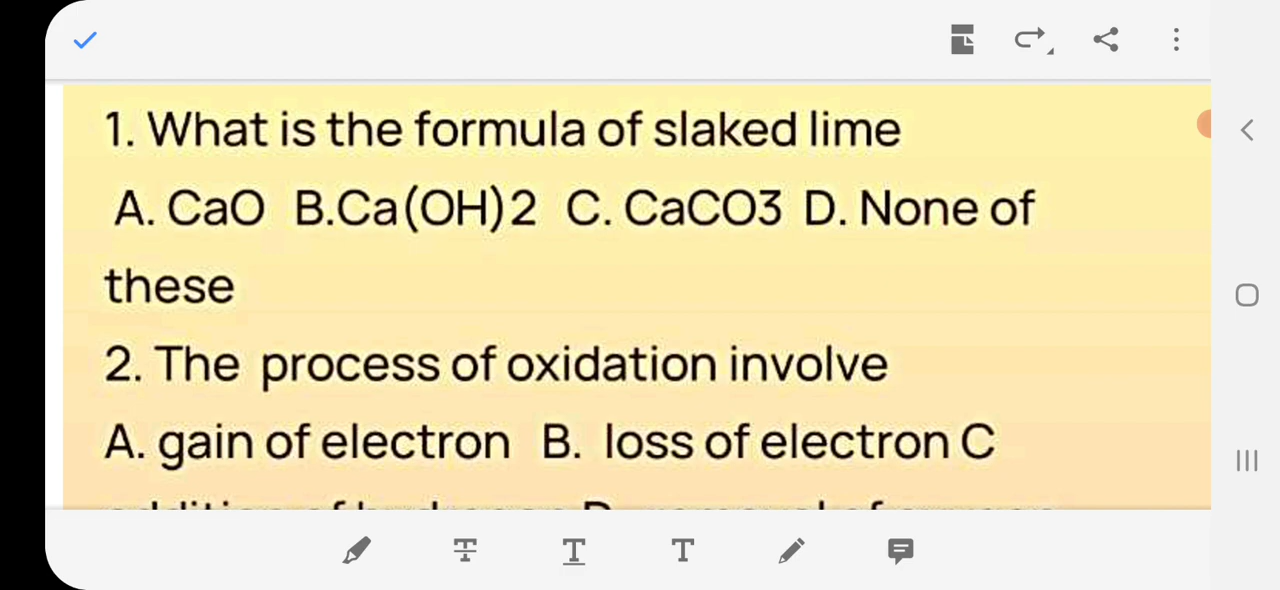 1. What is the formula of slaked lime
A. CaO B.Ca(OH)2 C. CaCO3 D. None of
these
2. The process of oxidation involve
A. gain of electron B. loss of electron C